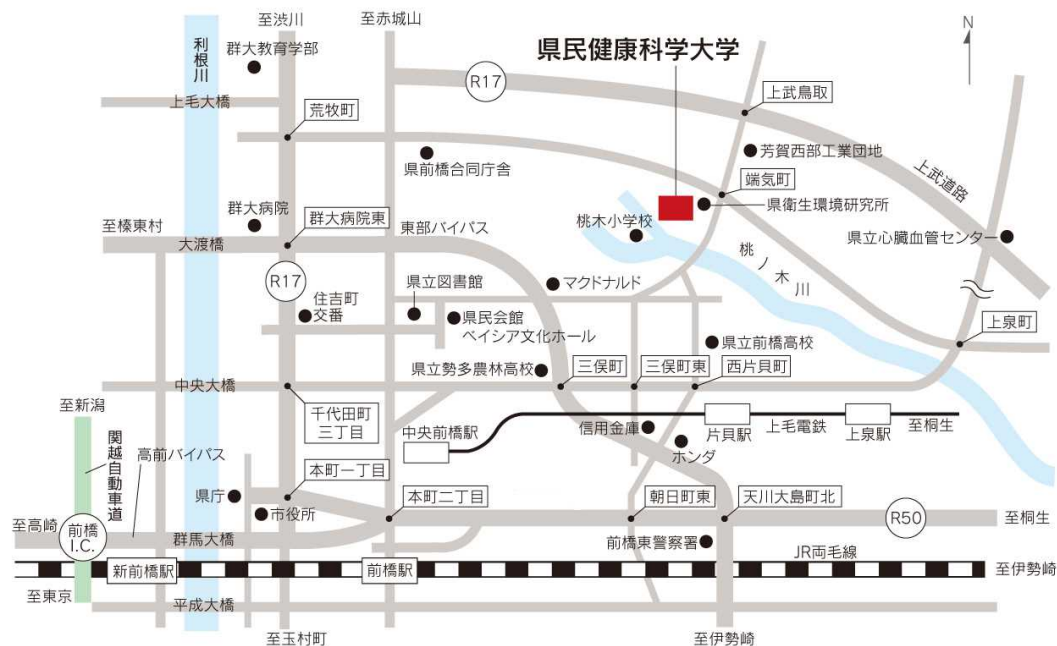 至渋川
至赤城山
N
利根川
群大教育学部
県民健康科学大学
R17
上毛大橋
上武鳥取
荒牧町
芳賀西部工業団地
県前橋合同庁舎
上武道路
端気町
県衛生環境研究所
群大病院
桃木小学校
至榛東村
群大病院東
東部バイパス
県立心臓血管センター
大渡橋
桃ノ木川
R17
県立図書館
マクドナルド
住吉町
交番
県民会館
ベイシア文化ホール
上泉町
県立前橋高校
県立勢多農林高校
三俣町
三俣町東
西片貝町
中央大橋
至新潟
千代田町
三丁目
信用金庫
片貝駅
上毛電鉄
上泉駅
至桐生
中央前橋駅
関越自動車道
高前バイパス
ホンダ
本町一丁目
県庁
本町二丁目
朝日町東
天川大島町北
市役所
R50
至桐生
至高崎
前橋
I.C.
群馬大橋
前橋東警察署
JR両毛線
新前橋駅
前橋駅
至伊勢崎
至東京
平成大橋
至玉村町
至伊勢崎